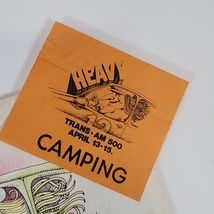 HEAVY
TRANS-AM 500
APRIL 13-15,
CAMPING